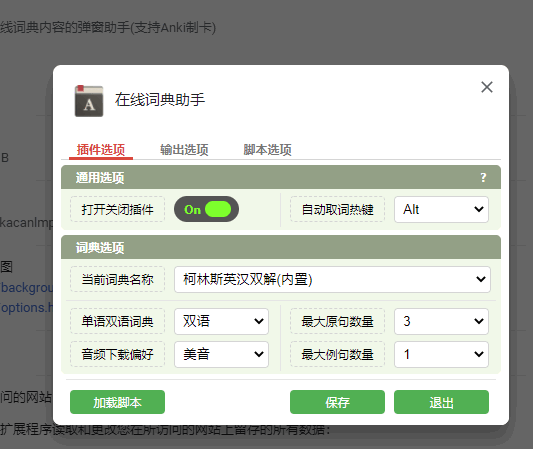 线词典内容的弹窗助手(支持Anki制卡)
在线词典助手
插件选项 输出选项 脚本选项
通用选项 ?
打开关闭插件 On 自动取词热键 Alt
词典选项
当前词典名称 柯林斯英汉双解(内置)
单语双语词典 双语 最大原句数量 3
音频下载偏好 美音 最大例句数量 1
加载脚本 保存 退出
B
kacanImp
图
/backgrou
/options.h
问的网站
扩展程序读取和更改您在所访问的网站上留存的所有数据: